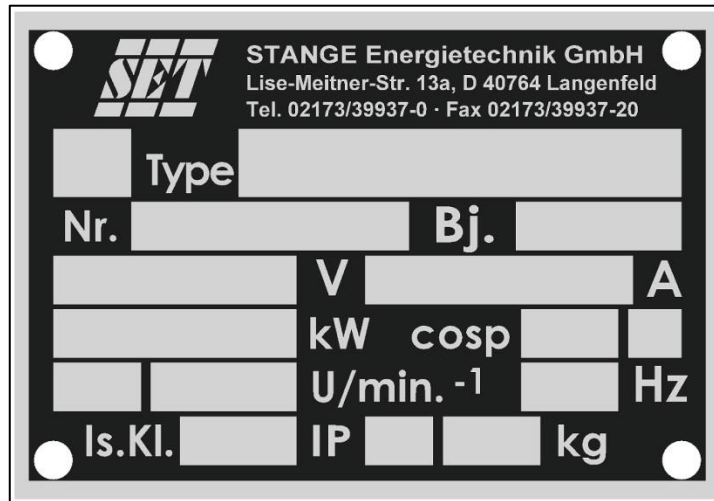 SET
STANGE Energietechnik GmbH
Lise-Meitner-Str. 13a, D 40764 Langenfeld
Tel. 02173/39937-0 · Fax 02173/39937-20
Type
Nr. Bj.
V A
kW cosp
U/min. -1 Hz
Is.Kl. IP kg